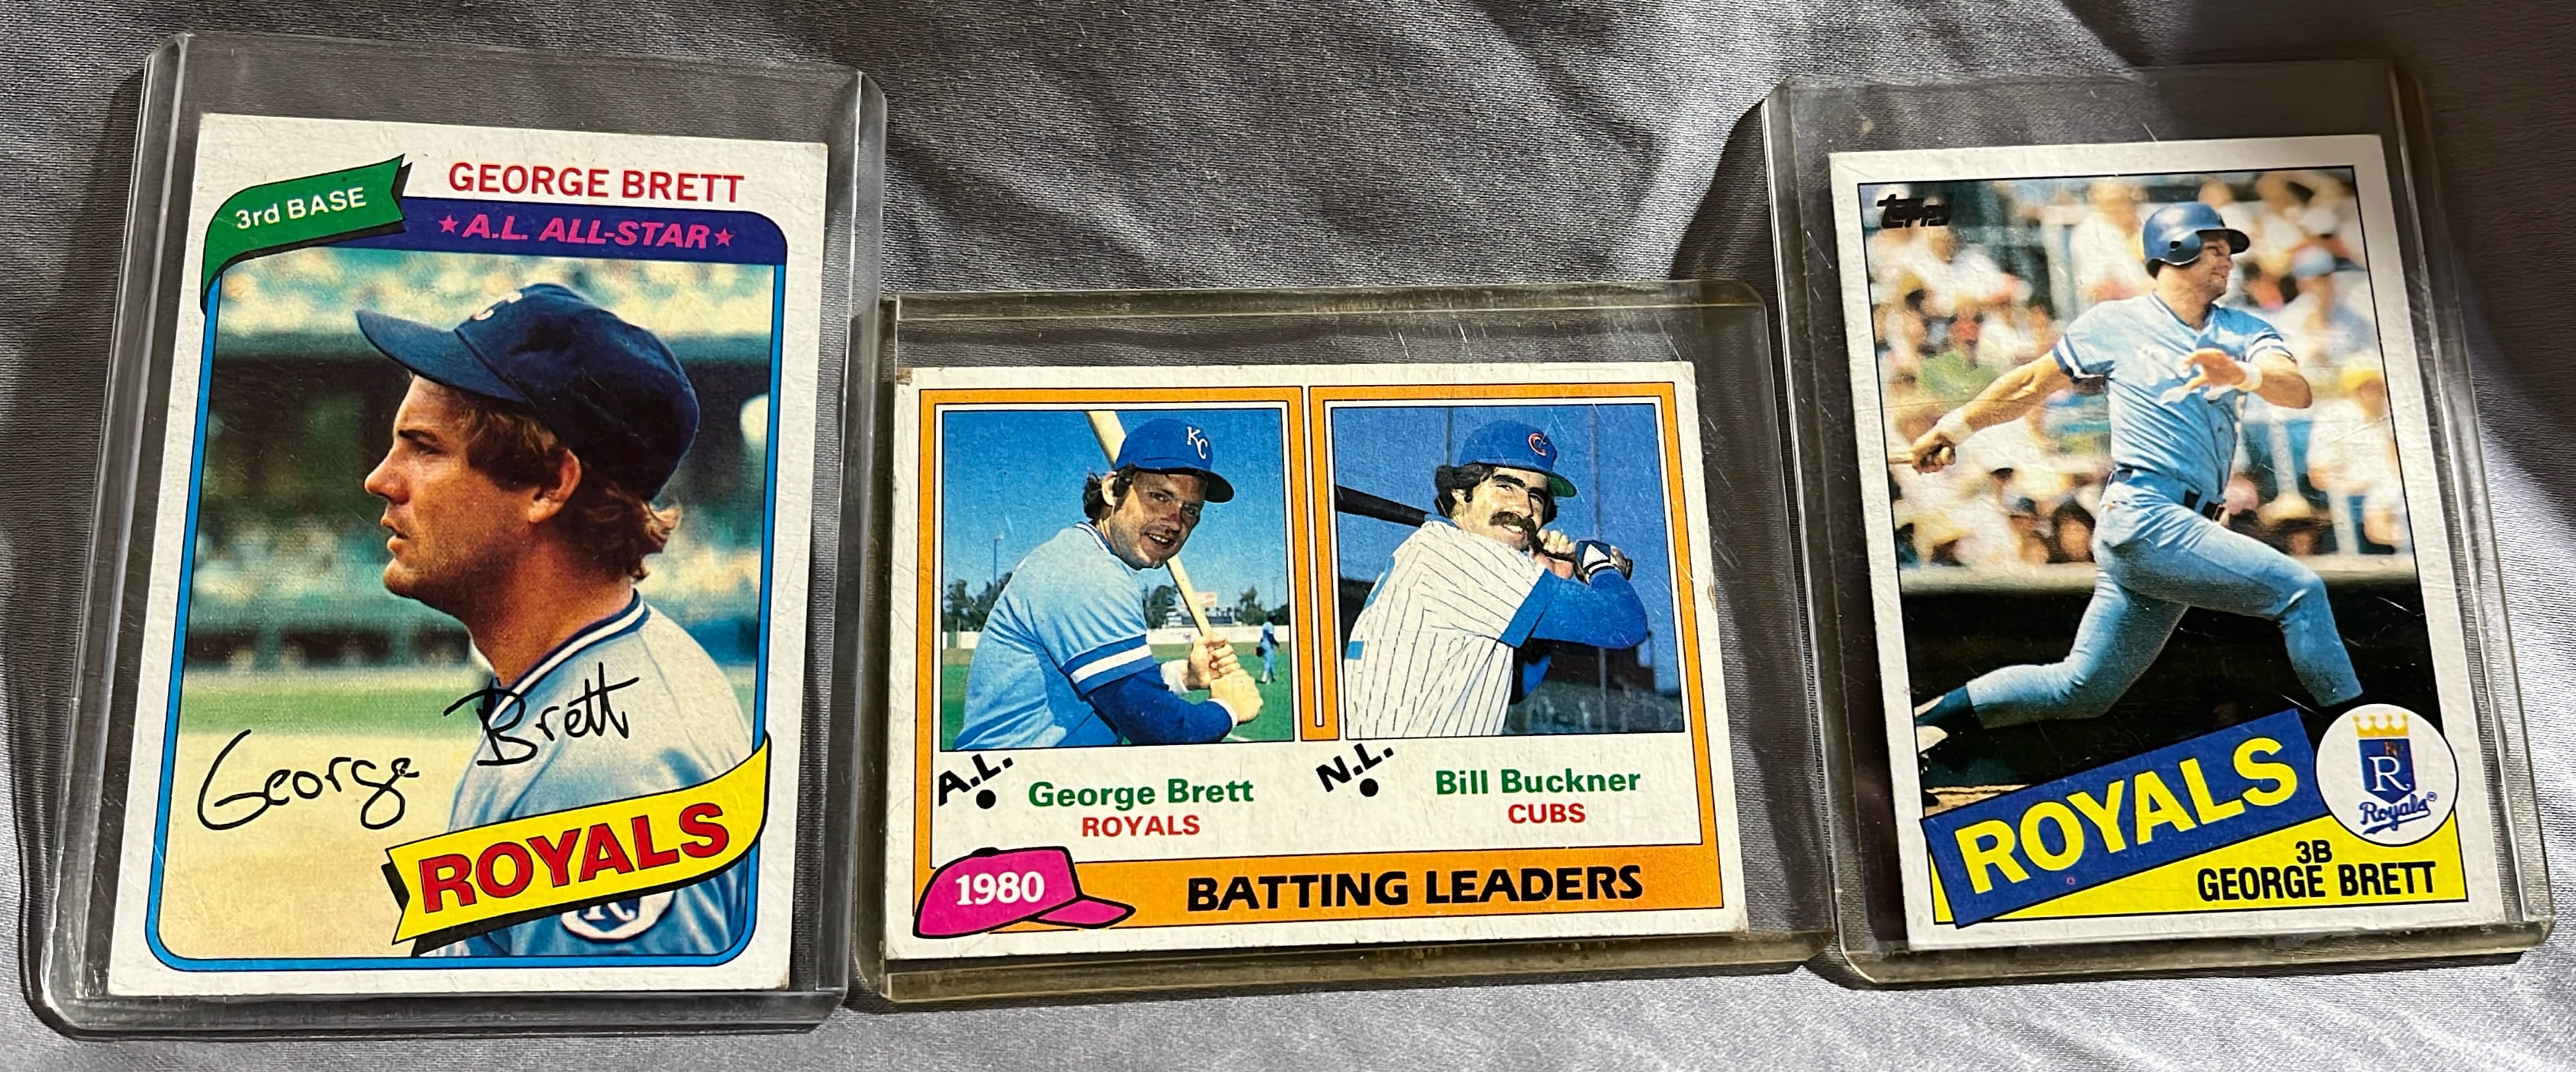 3rd BASE
GEORGE BRETT
★A.L. ALL-STAR★
George Brett
ROYALS
R
KC
C
A.L.
George Brett
ROYALS
N.L.
Bill Buckner
CUBS
1980
BATTING LEADERS
topps
ROYALS
R
Royals®
3B
GEORGE BRETT